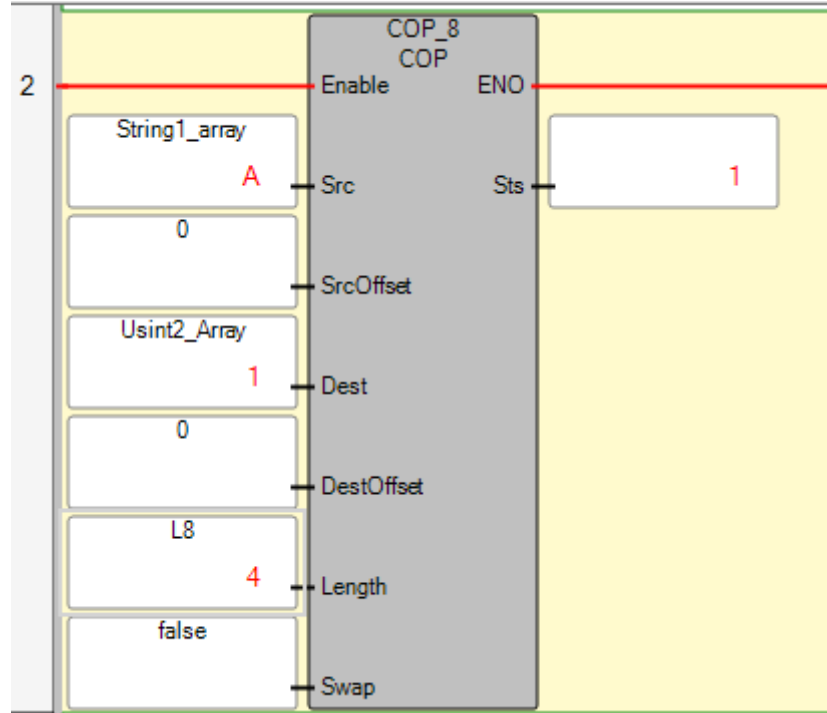 COP_8
COP
2
Enable ENO
String1_array
A
Src
Sts
1
0
SrcOffset
Usint2_Array
1
Dest
0
DestOffset
L8
4
Length
false
Swap